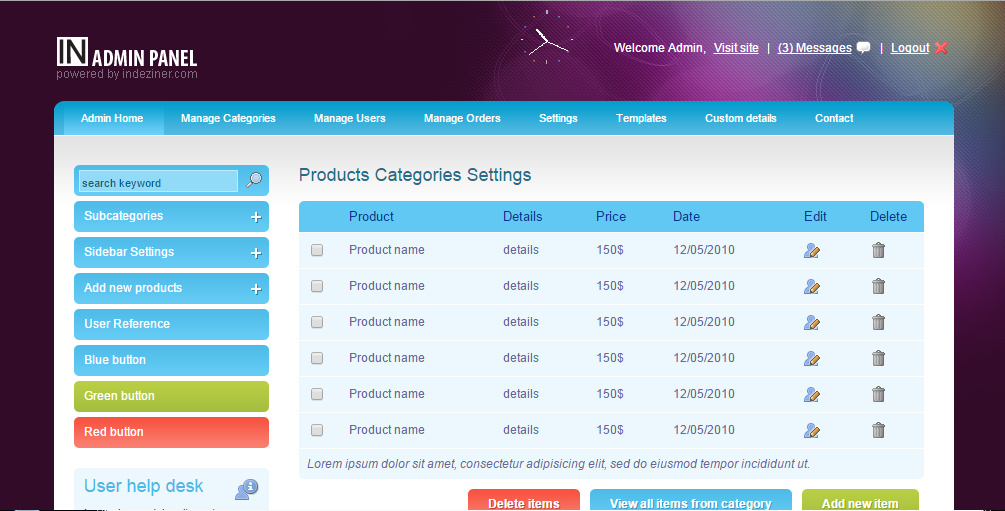 IN ADMIN PANEL
powered by indeziner.com
Welcome Admin, Visit site | (3) Messages | Logout
Admin Home Manage Categories Manage Users Manage Orders Settings Templates Custom details Contact
search keyword
Subcategories
Sidebar Settings
Add new products
User Reference
Blue button
Green button
Red button
User help desk
Products Categories Settings
Product Details Price Date Edit Delete
Product name details 150$ 12/05/2010
Product name details 150$ 12/05/2010
Product name details 150$ 12/05/2010
Product name details 150$ 12/05/2010
Product name details 150$ 12/05/2010
Product name details 150$ 12/05/2010
Lorem ipsum dolor sit amet, consectetur adipisicing elit, sed do eiusmod tempor incididunt ut.
Delete items View all items from category Add new item